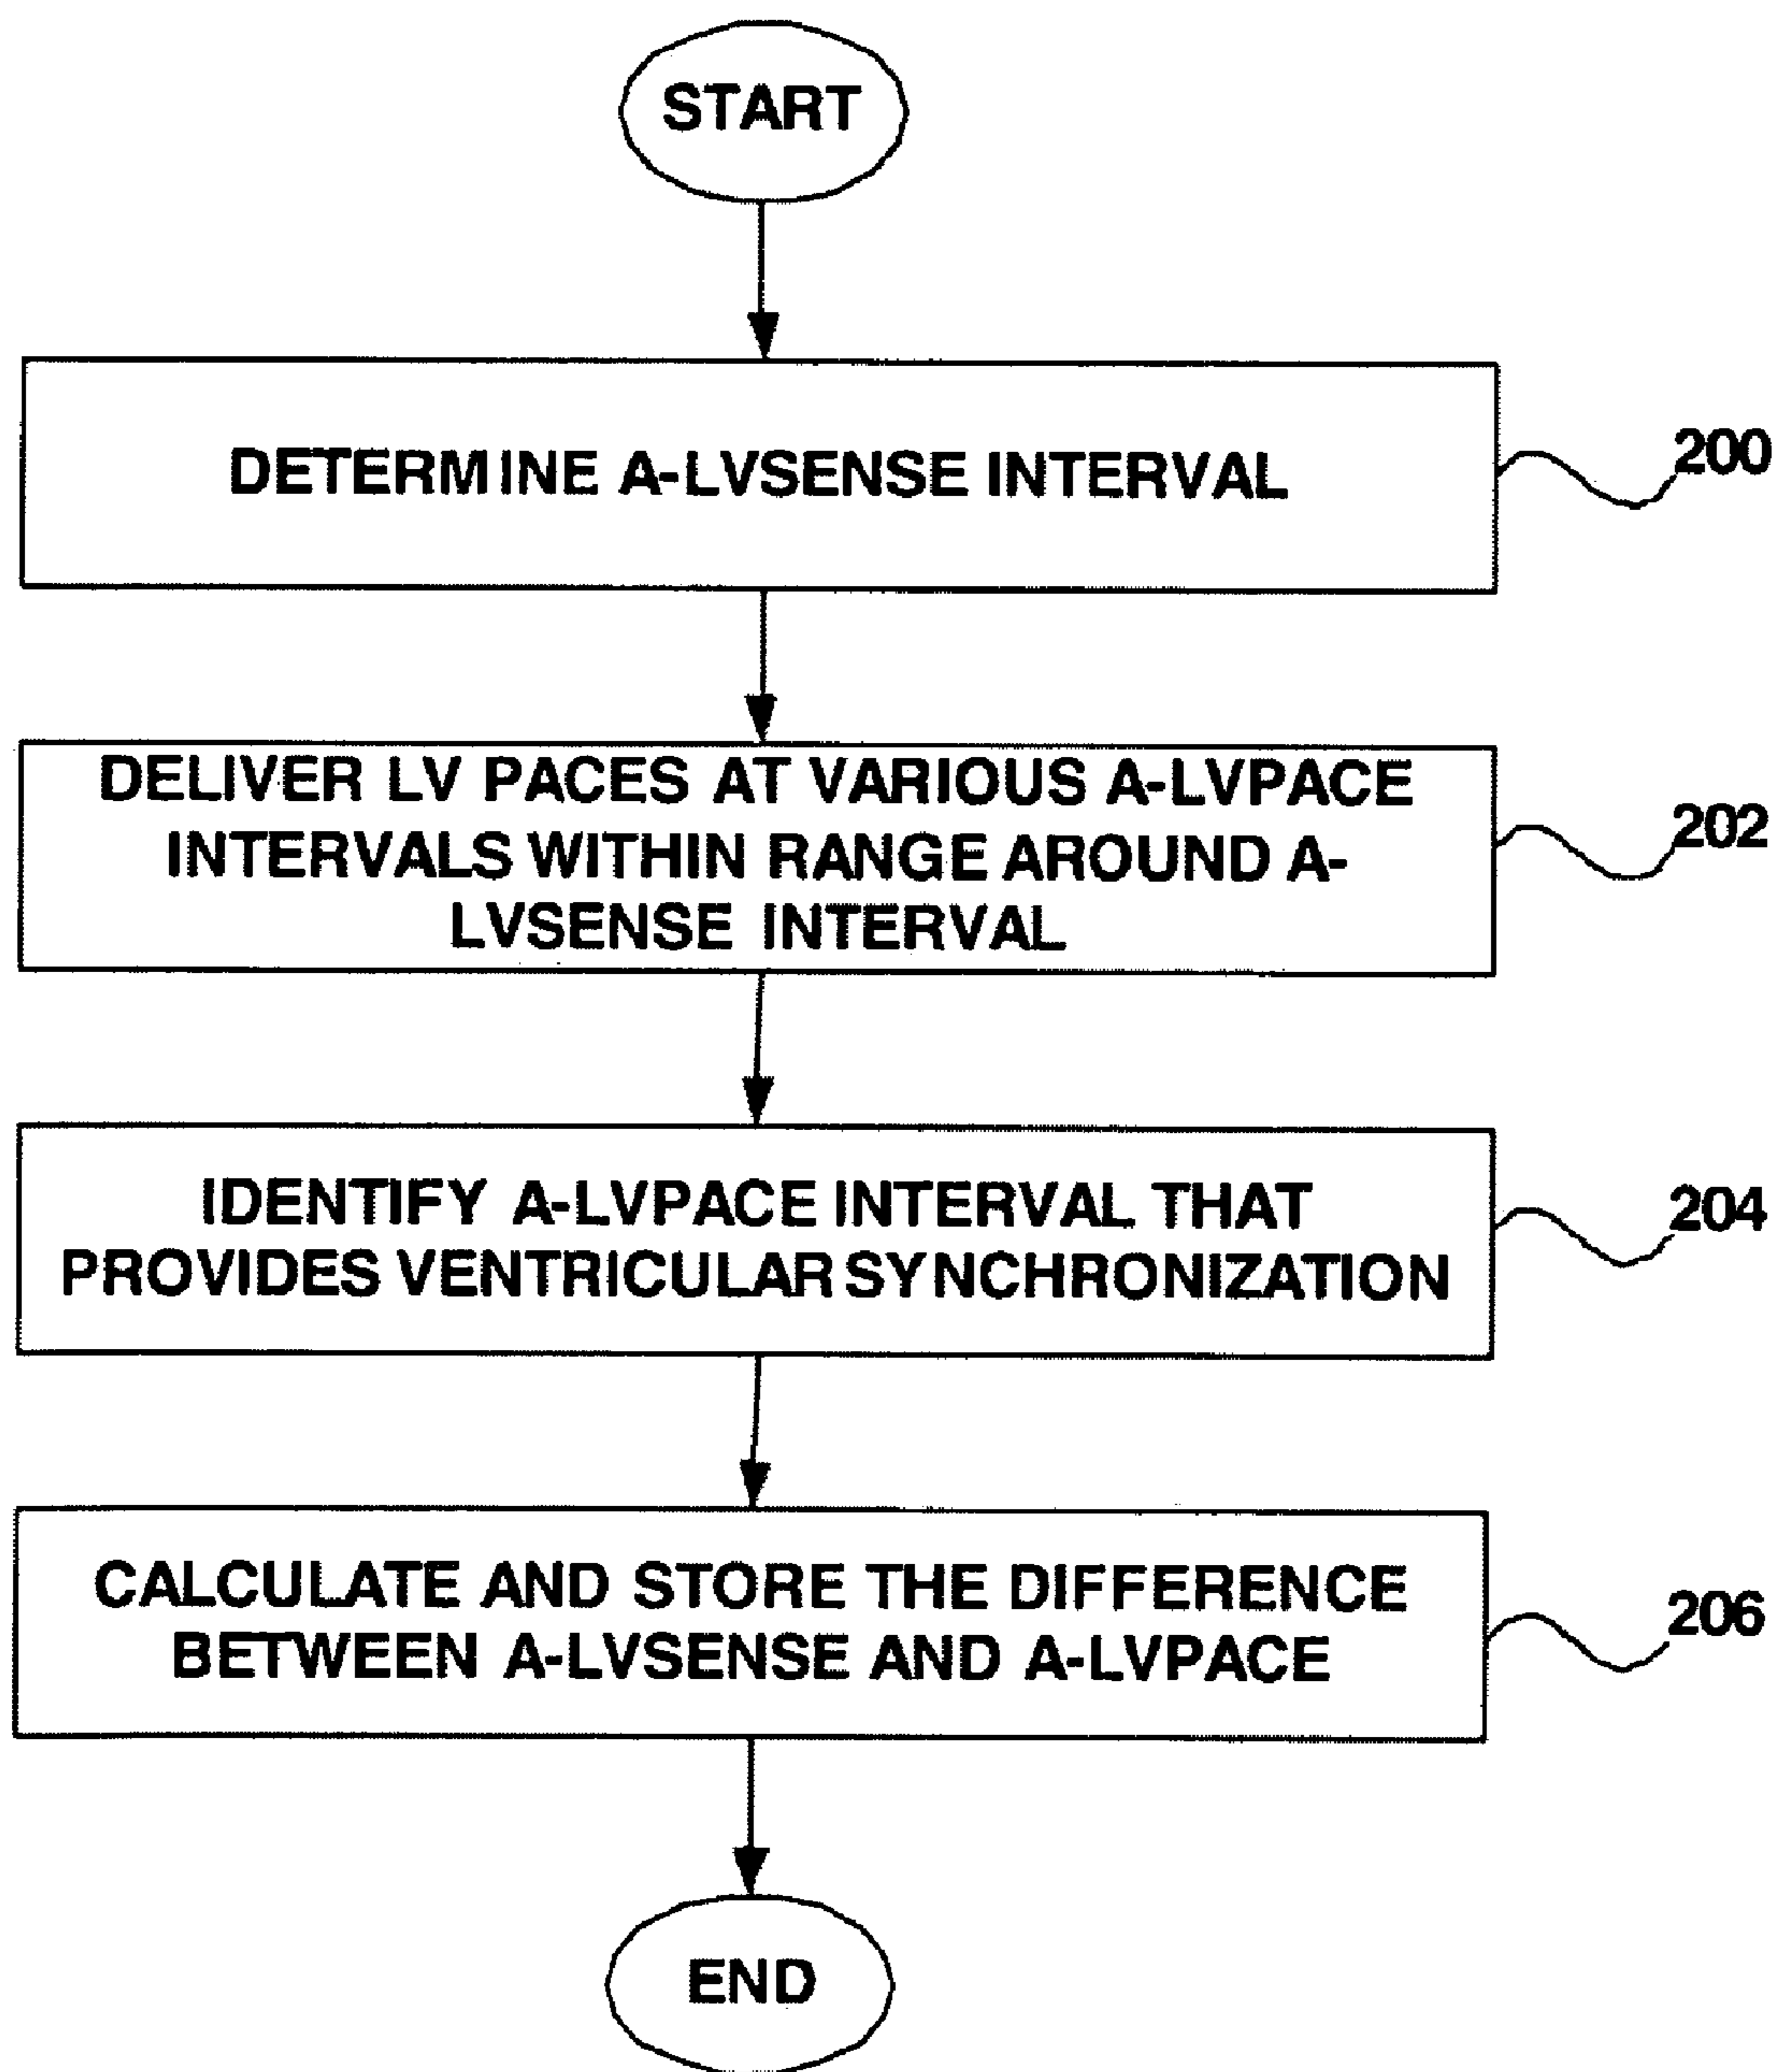 START
DETERMINE A-LVSENSE INTERVAL
200
DELIVER LV PACES AT VARIOUS A-LVPACE
INTERVALS WITHIN RANGE AROUND A-
LVSENSE INTERVAL
202
IDENTIFY A-LVPACE INTERVAL THAT
PROVIDES VENTRICULAR SYNCHRONIZATION
204
CALCULATE AND STORE THE DIFFERENCE
BETWEEN A-LVSENSE AND A-LVPACE
206
END